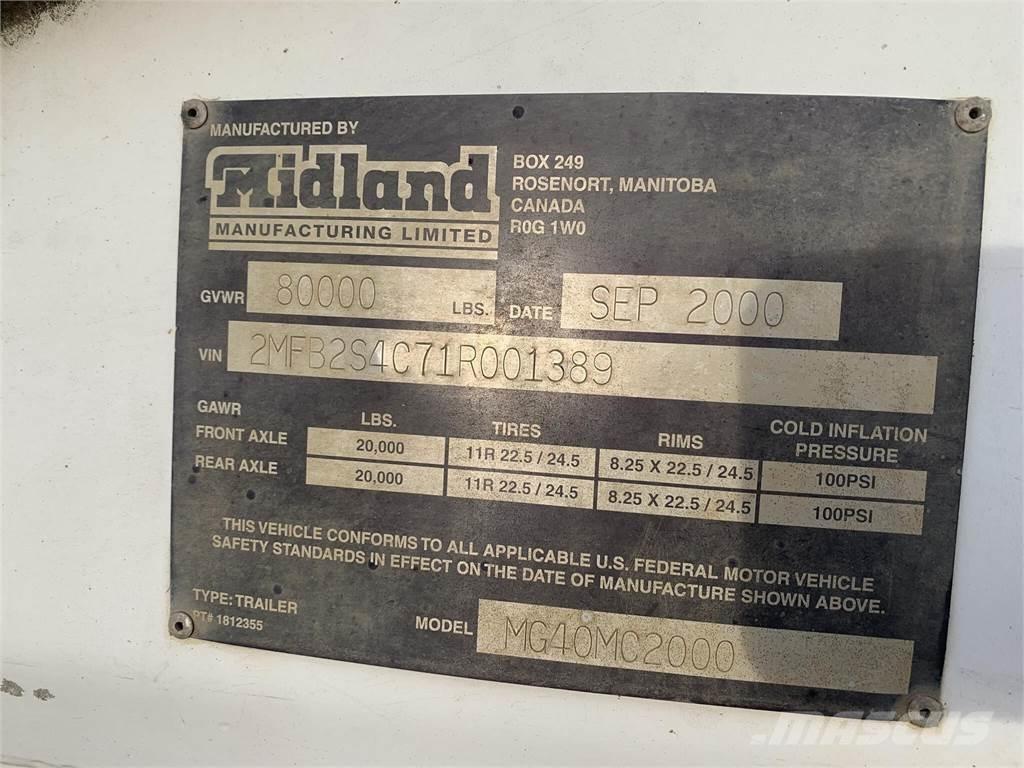 MANUFACTURED BY
Midland
MANUFACTURING LIMITED
BOX 249
ROSENORT, MANITOBA
CANADA
R0G 1W0
GVWR 80000 LBS. DATE SEP 2000
VIN 2MFB2S4C71R001389
GAWR LBS. TIRES RIMS COLD INFLATION PRESSURE
FRONT AXLE 20,000 11R 22.5 / 24.5 8.25 X 22.5 / 24.5 100PSI
REAR AXLE 20,000 11R 22.5 / 24.5 8.25 X 22.5 / 24.5 100PSI
THIS VEHICLE CONFORMS TO ALL APPLICABLE U.S. FEDERAL MOTOR VEHICLE
SAFETY STANDARDS IN EFFECT ON THE DATE OF MANUFACTURE SHOWN ABOVE.
TYPE: TRAILER
PT# 1812355
MODEL MG40MC2000
MASCUS